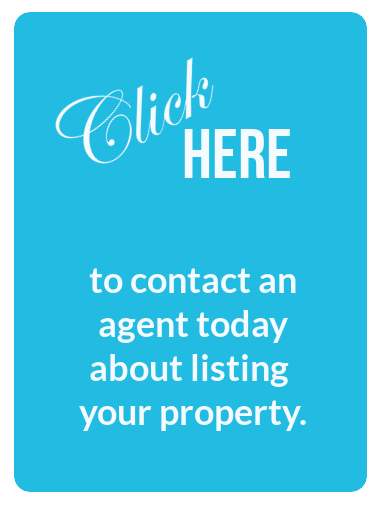 Click
HERE
to contact an
agent today
about listing
your property.